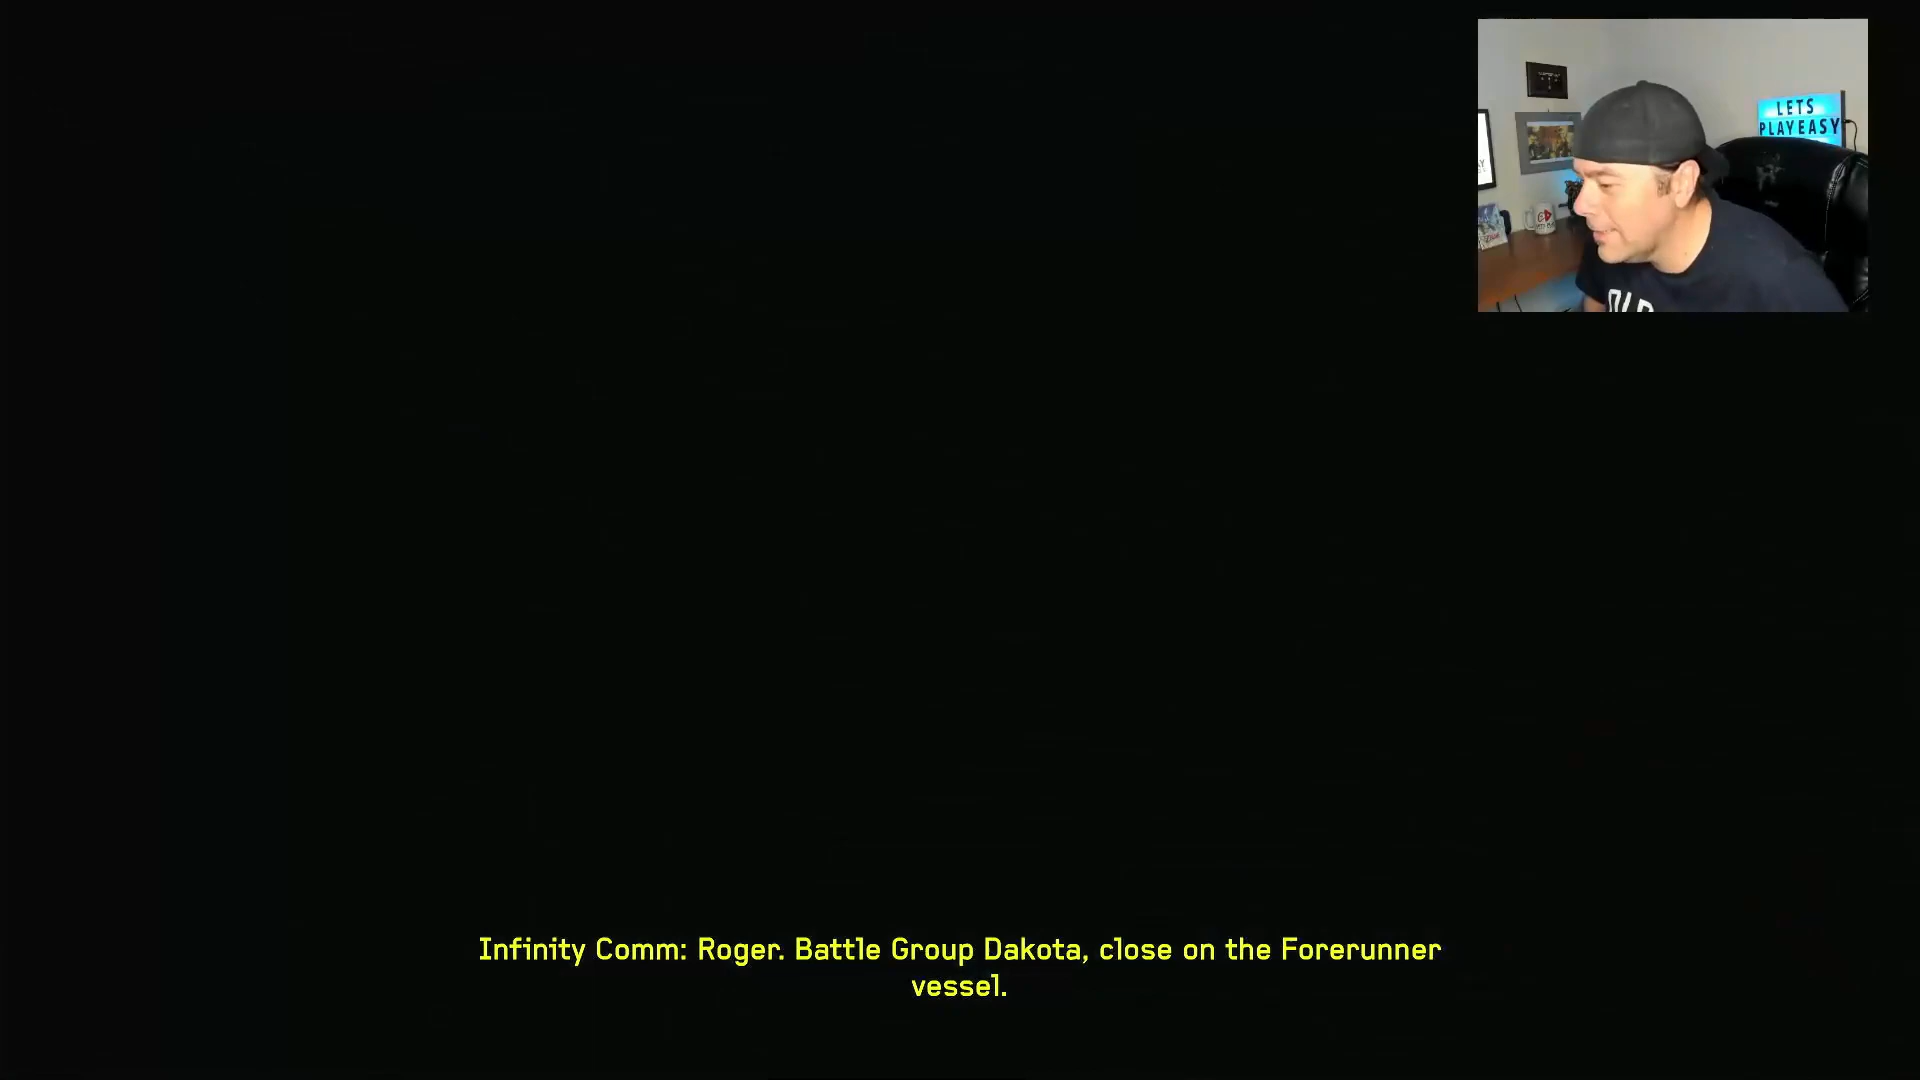 LETS
PLAYEASY
Infinity Comm: Roger. Battle Group Dakota, close on the Forerunner
vessel.